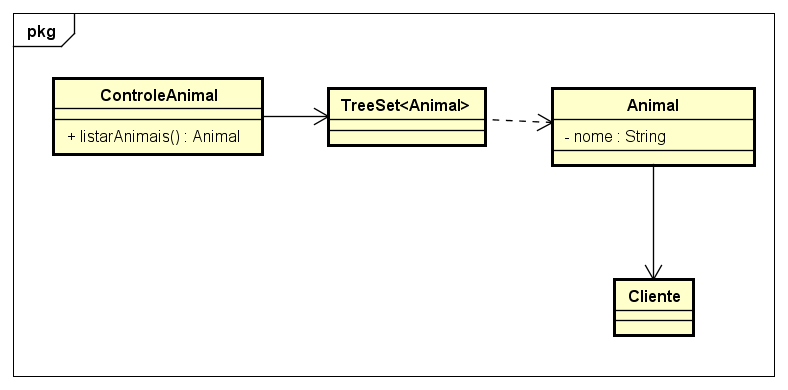 pkg
ControleAnimal
+ listarAnimais() : Animal
TreeSet<Animal>
Animal
- nome : String
Cliente